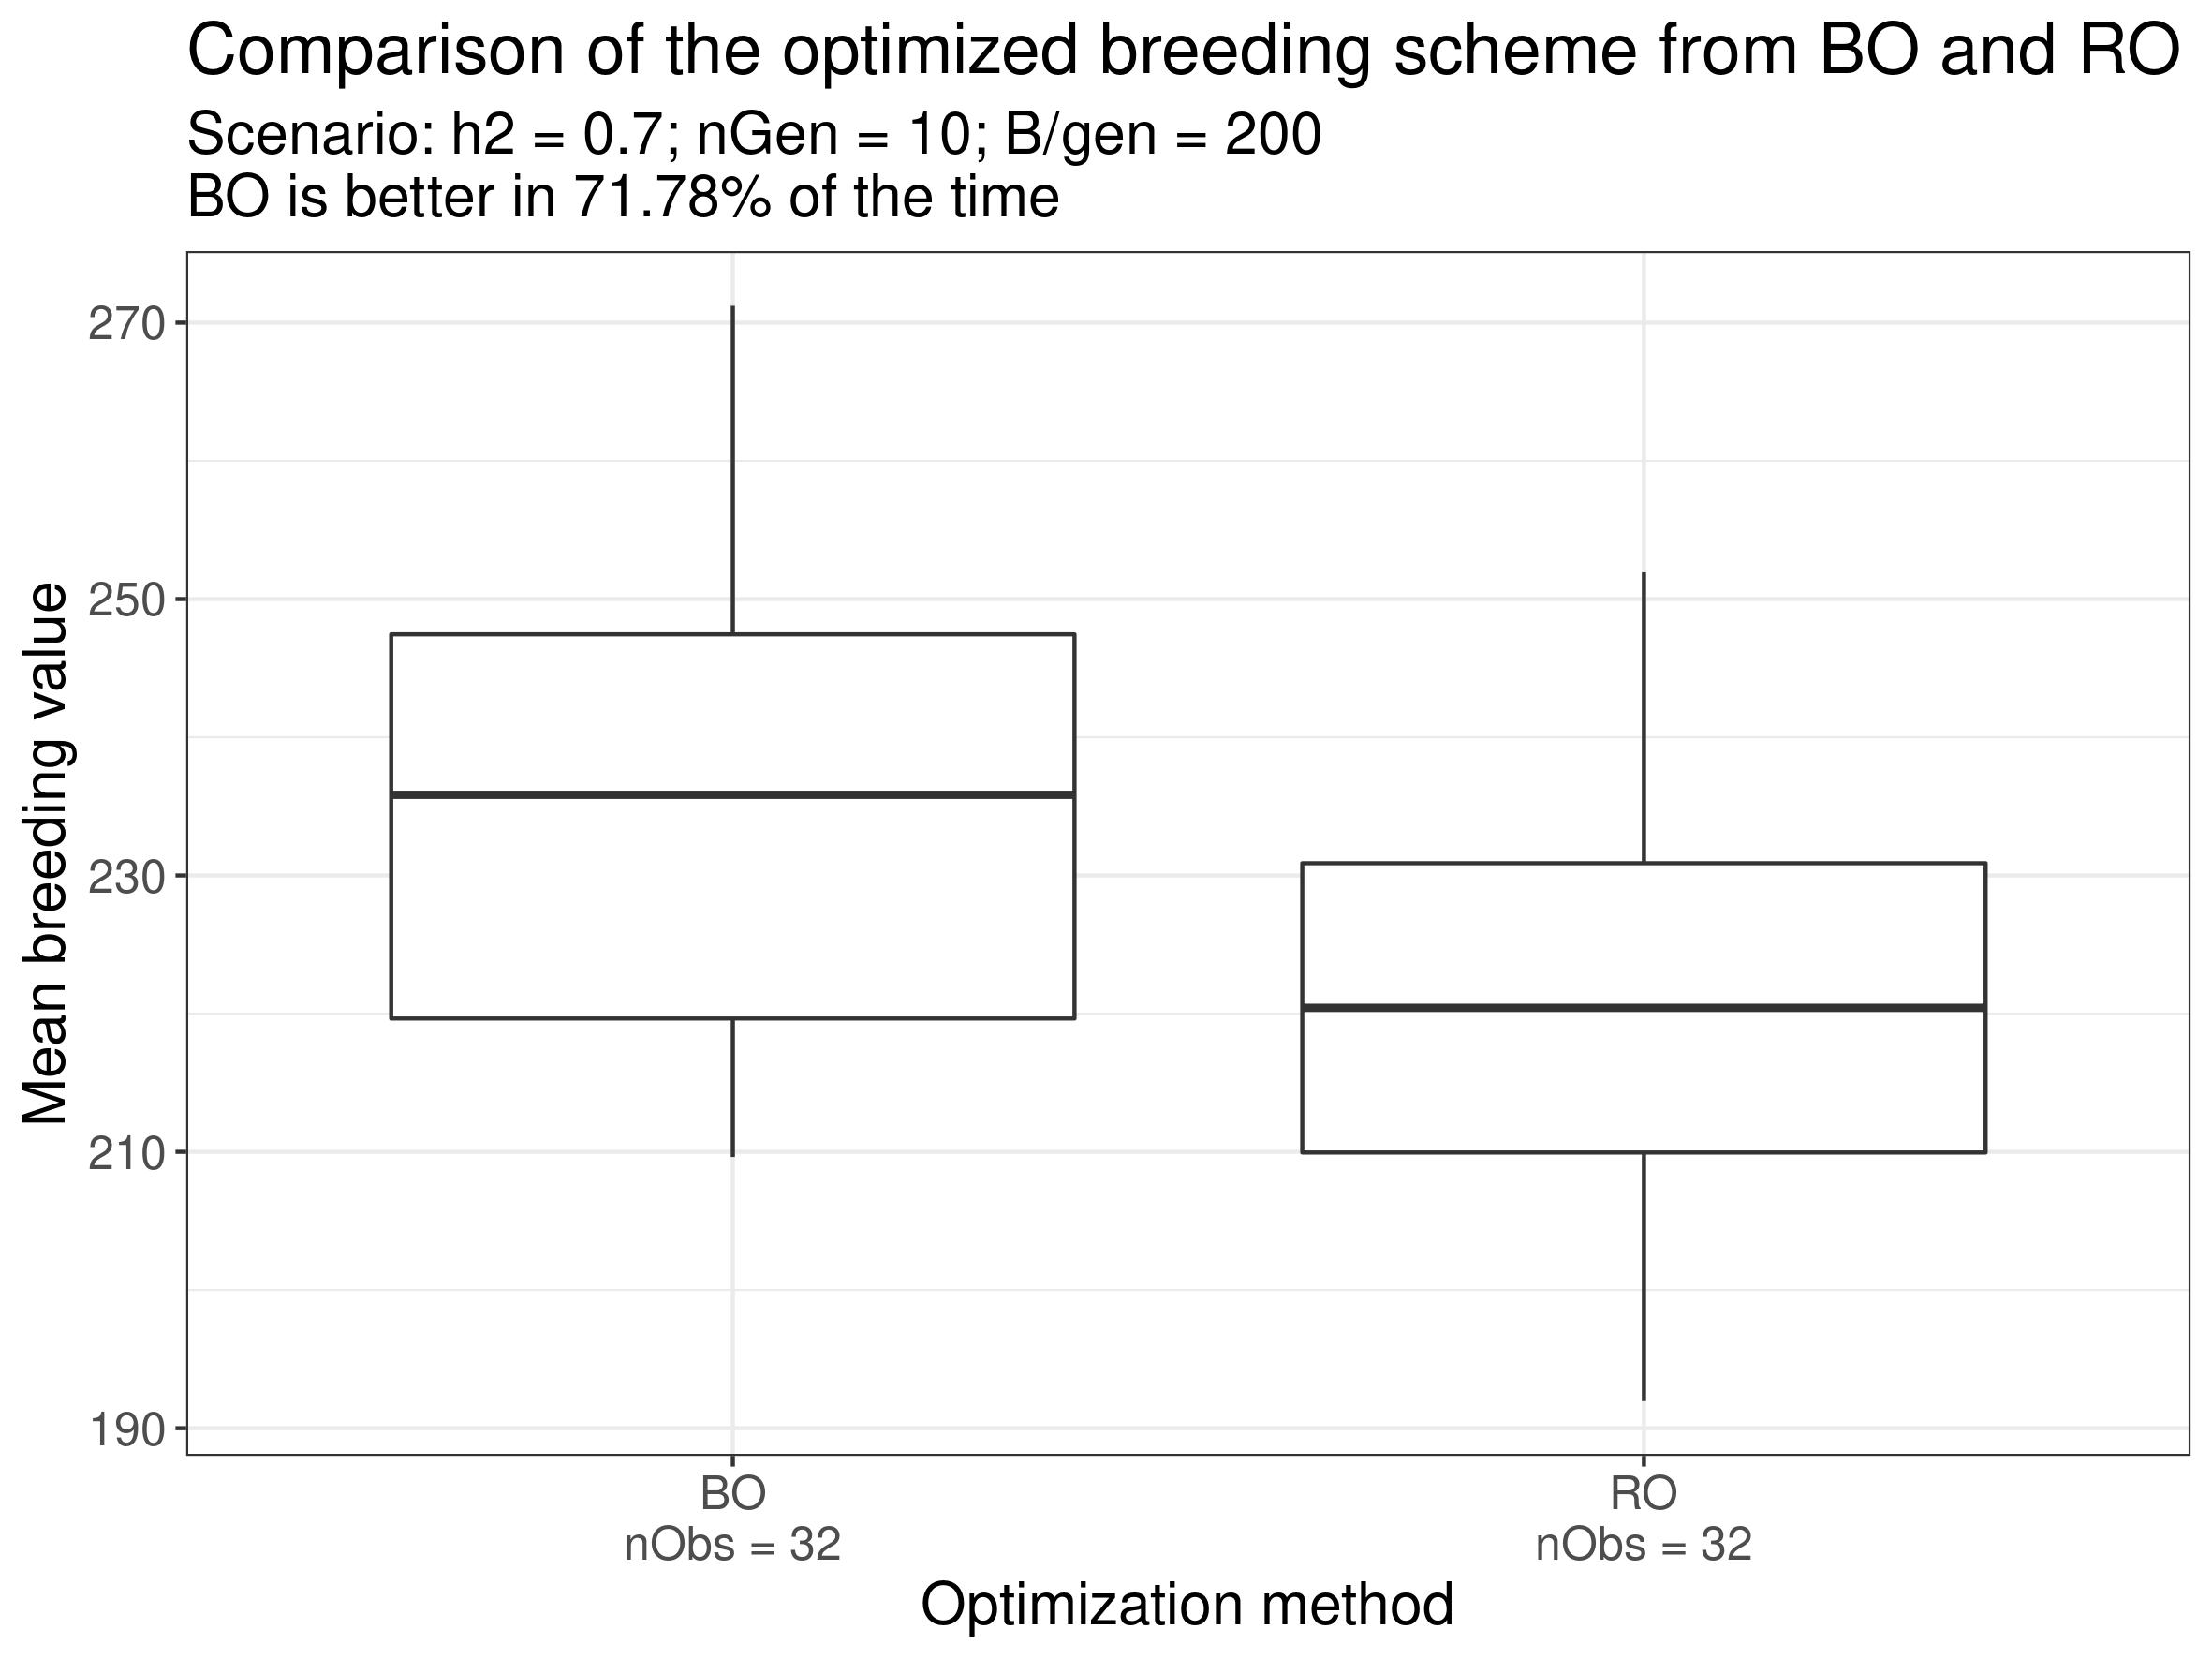 Comparison of the optimized breeding scheme from BO and RO
Scenario: h2 = 0.7; nGen = 10; B/gen = 200
BO is better in 71.78% of the time
Mean breeding value
270
250
230
210
190
BO
nObs = 32
RO
nObs = 32
Optimization method